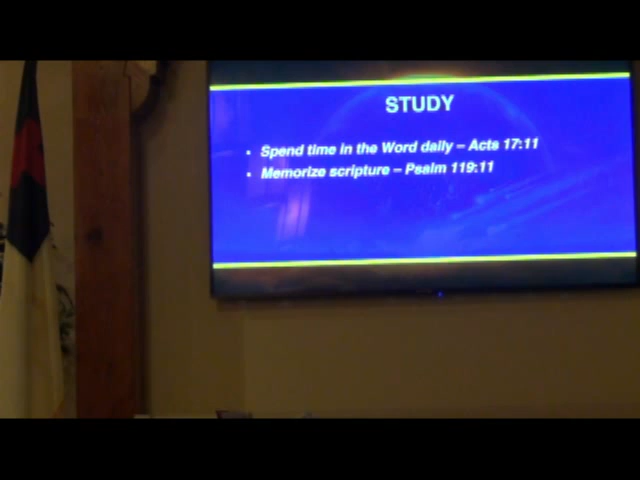 STUDY
▪ Spend time in the Word daily – Acts 17:11
▪ Memorize scripture – Psalm 119:11